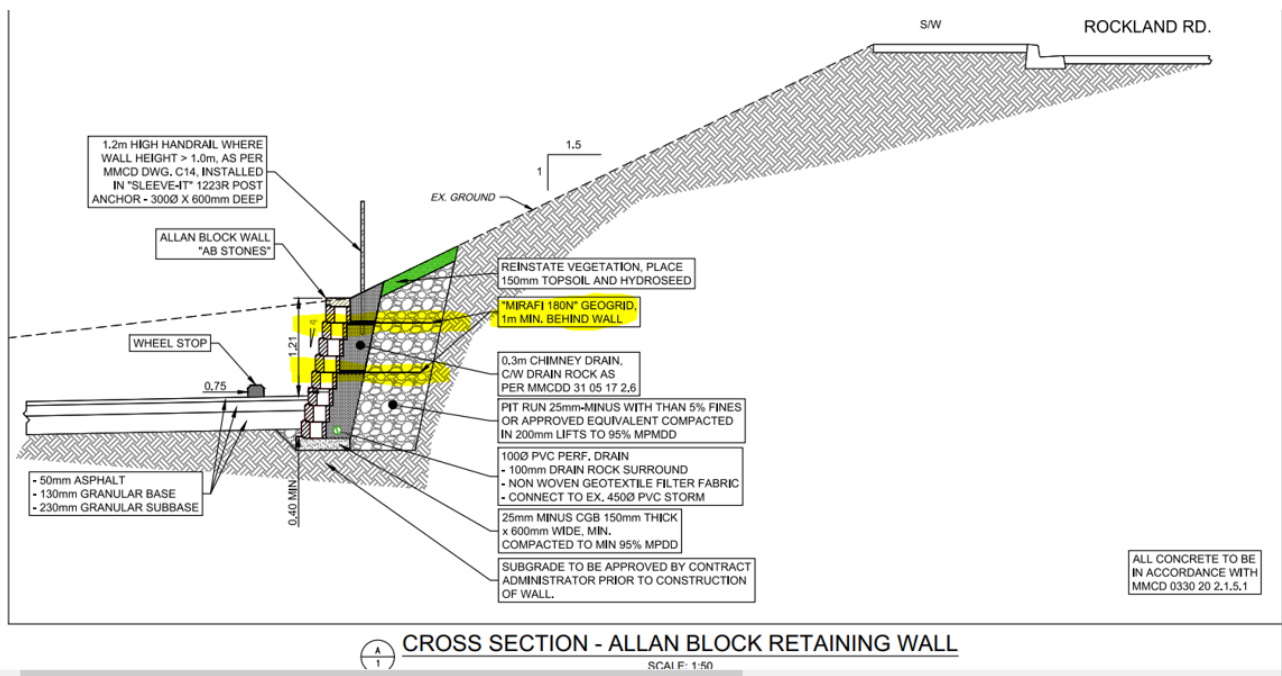 S/W
ROCKLAND RD.
1.2m HIGH HANDRAIL WHERE
WALL HEIGHT > 1.0m, AS PER
MMCD DWG. C14, INSTALLED
IN "SLEEVE-IT" 1223R POST
ANCHOR - 300Ø X 600mm DEEP
1.5
1
EX. GROUND
ALLAN BLOCK WALL
"AB STONES"
REINSTATE VEGETATION, PLACE
150mm TOPSOIL AND HYDROSEED
"MIRAFI 180N" GEOGRID,
1m MIN. BEHIND WALL
4
1.21
WHEEL STOP
0.75
0.3m CHIMNEY DRAIN,
C/W DRAIN ROCK AS
PER MMCDD 31 05 17 2.6
PIT RUN 25mm-MINUS WITH THAN 5% FINES
OR APPROVED EQUIVALENT COMPACTED
IN 200mm LIFTS TO 95% MPMDD
100Ø PVC PERF. DRAIN
- 100mm DRAIN ROCK SURROUND
- NON WOVEN GEOTEXTILE FILTER FABRIC
- CONNECT TO EX. 450Ø PVC STORM
- 50mm ASPHALT
- 130mm GRANULAR BASE
- 230mm GRANULAR SUBBASE
0.40 MIN.
25mm MINUS CGB 150mm THICK
x 600mm WIDE, MIN.
COMPACTED TO MIN 95% MPDD
SUBGRADE TO BE APPROVED BY CONTRACT
ADMINISTRATOR PRIOR TO CONSTRUCTION
OF WALL.
ALL CONCRETE TO BE
IN ACCORDANCE WITH
MMCD 0330 20 2.1.5.1
A
1
CROSS SECTION - ALLAN BLOCK RETAINING WALL
SCALE: 1:50